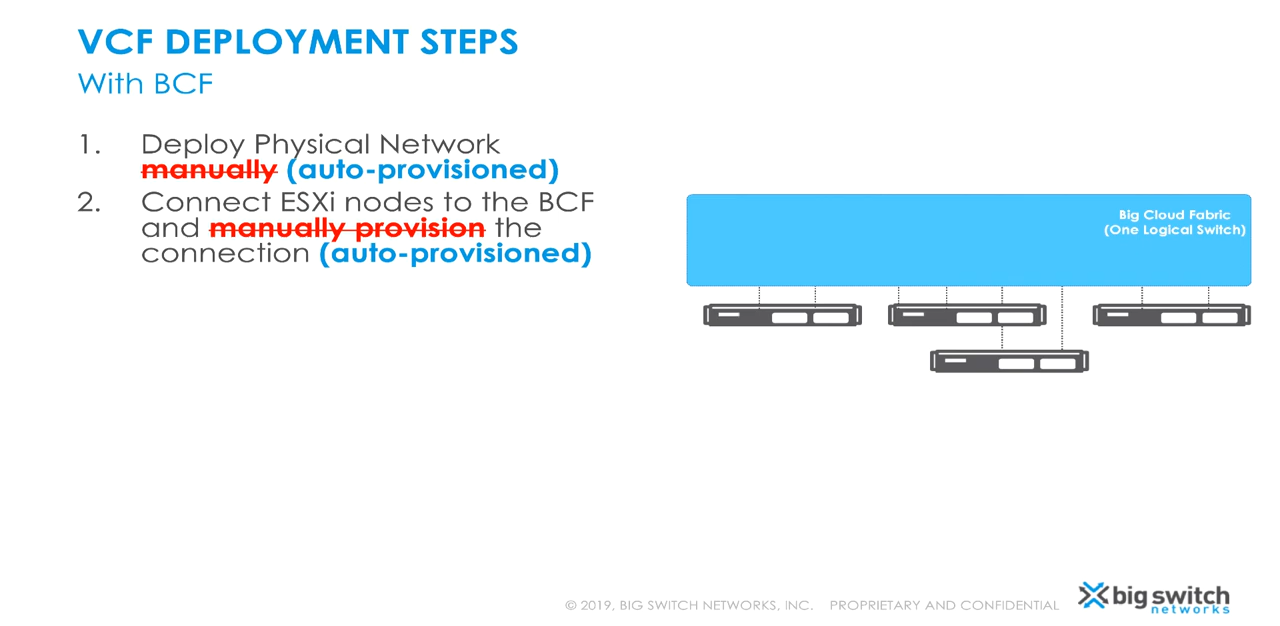 VCF DEPLOYMENT STEPS
With BCF
1. Deploy Physical Network
manually (auto-provisioned)
2. Connect ESXi nodes to the BCF
and manually provision the
connection (auto-provisioned)
Big Cloud Fabric
(One Logical Switch)
© 2019, BIG SWITCH NETWORKS, INC. PROPRIETARY AND CONFIDENTIAL
big switch
networks